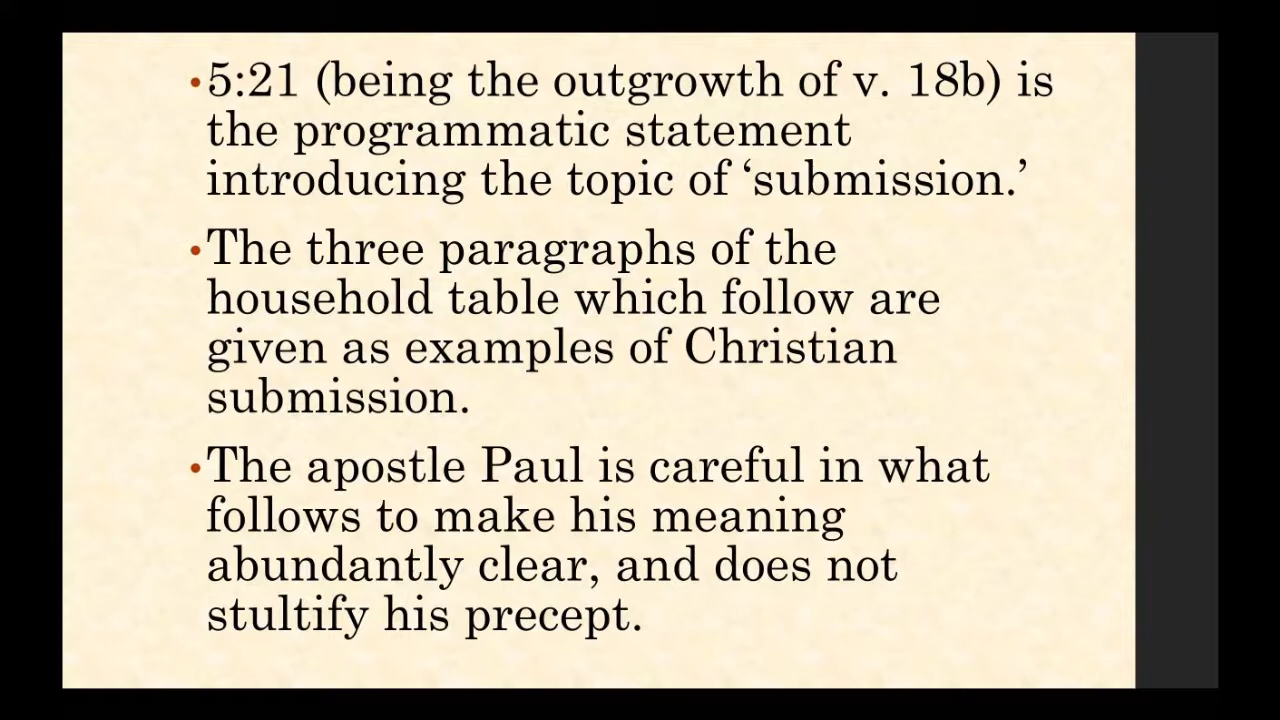 •5:21 (being the outgrowth of v. 18b) is
the programmatic statement
introducing the topic of ‘submission.’
•The three paragraphs of the
household table which follow are
given as examples of Christian
submission.
•The apostle Paul is careful in what
follows to make his meaning
abundantly clear, and does not
stultify his precept.